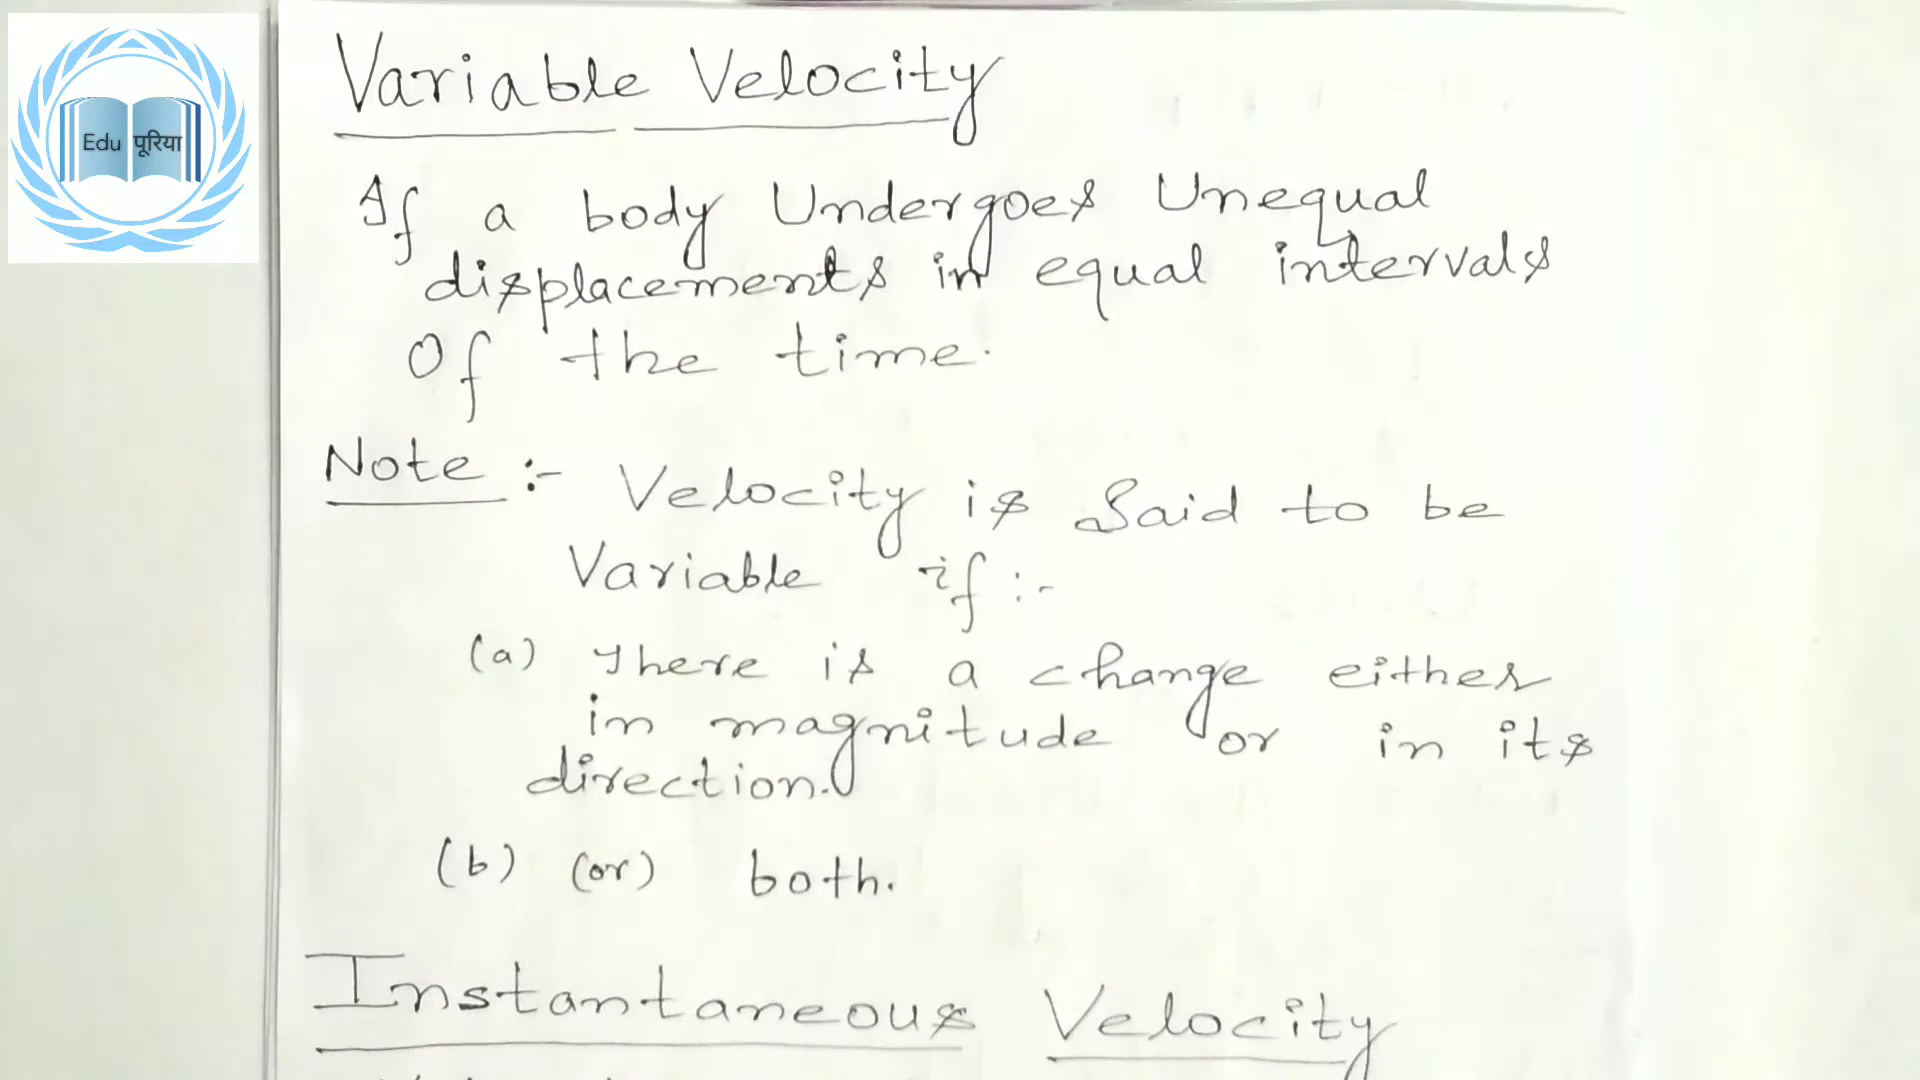 Edu पूरिया
Variable Velocity
If a body Undergoes Unequal
displacements in equal intervals
Of the time.
Note :- Velocity is Said to be
Variable if :-
(a) There is a change either
in magnitude or in its
direction.
(b) (or) both.
Instantaneous Velocity